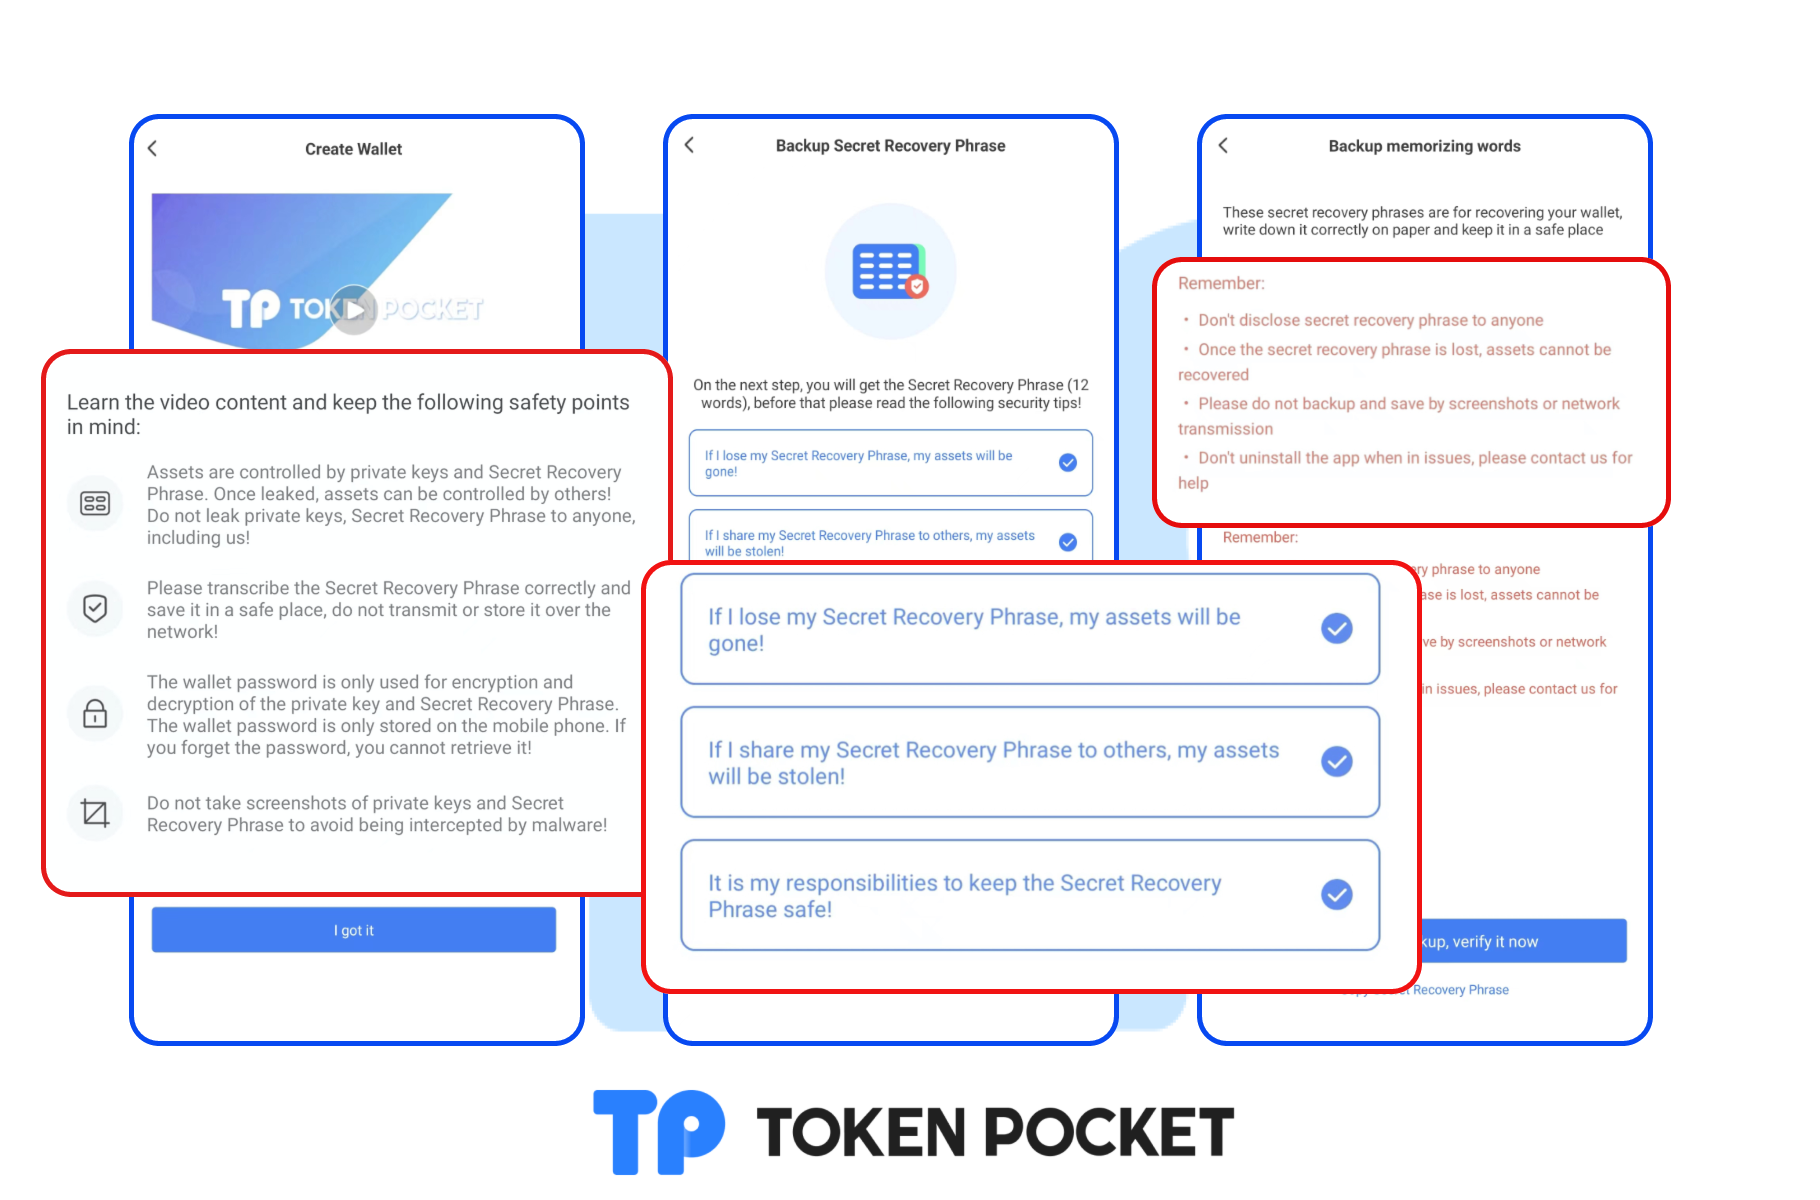 Create Wallet
TP TOKEN POCKET
Learn the video content and keep the following safety points
in mind:
Assets are controlled by private keys and Secret Recovery
Phrase. Once leaked, assets can be controlled by others!
Do not leak private keys, Secret Recovery Phrase to anyone,
including us!
Please transcribe the Secret Recovery Phrase correctly and
save it in a safe place, do not transmit or store it over the
network!
The wallet password is only used for encryption and
decryption of the private key and Secret Recovery Phrase.
The wallet password is only stored on the mobile phone. If
you forget the password, you cannot retrieve it!
Do not take screenshots of private keys and Secret
Recovery Phrase to avoid being intercepted by malware!
I got it
Backup Secret Recovery Phrase
On the next step, you will get the Secret Recovery Phrase (12
words), before that please read the following security tips!
If I lose my Secret Recovery Phrase, my assets will be
gone!
If I share my Secret Recovery Phrase to others, my assets
will be stolen!
If I lose my Secret Recovery Phrase, my assets will be
gone!
If I share my Secret Recovery Phrase to others, my assets
will be stolen!
It is my responsibilities to keep the Secret Recovery
Phrase safe!
Backup memorizing words
These secret recovery phrases are for recovering your wallet,
write down it correctly on paper and keep it in a safe place
Remember:
• Don't disclose secret recovery phrase to anyone
• Once the secret recovery phrase is lost, assets cannot be
recovered
• Please do not backup and save by screenshots or network
transmission
• Don't uninstall the app when in issues, please contact us for
help
Remember:
phrase to anyone
is lost, assets cannot be
by screenshots or network
in issues, please contact us for
verify it now
Recovery Phrase
TP TOKEN POCKET